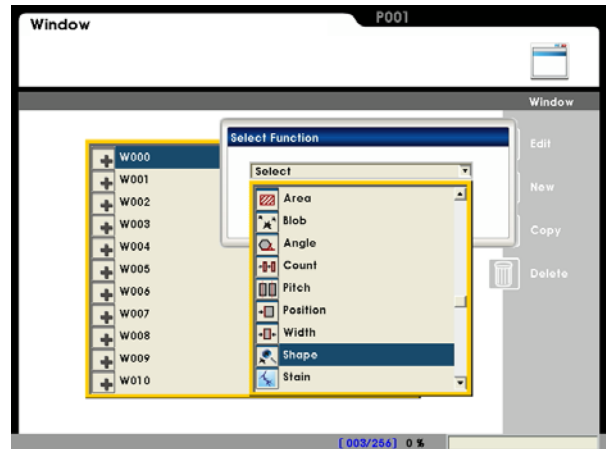 Window
P001
Window
Select Function
Edit
New
Copy
Delete
W000
W001
W002
W003
W004
W005
W006
W007
W008
W009
W010
Select
Area
Blob
Angle
Count
Pitch
Position
Width
Shape
Stain
[003/256] 0 %